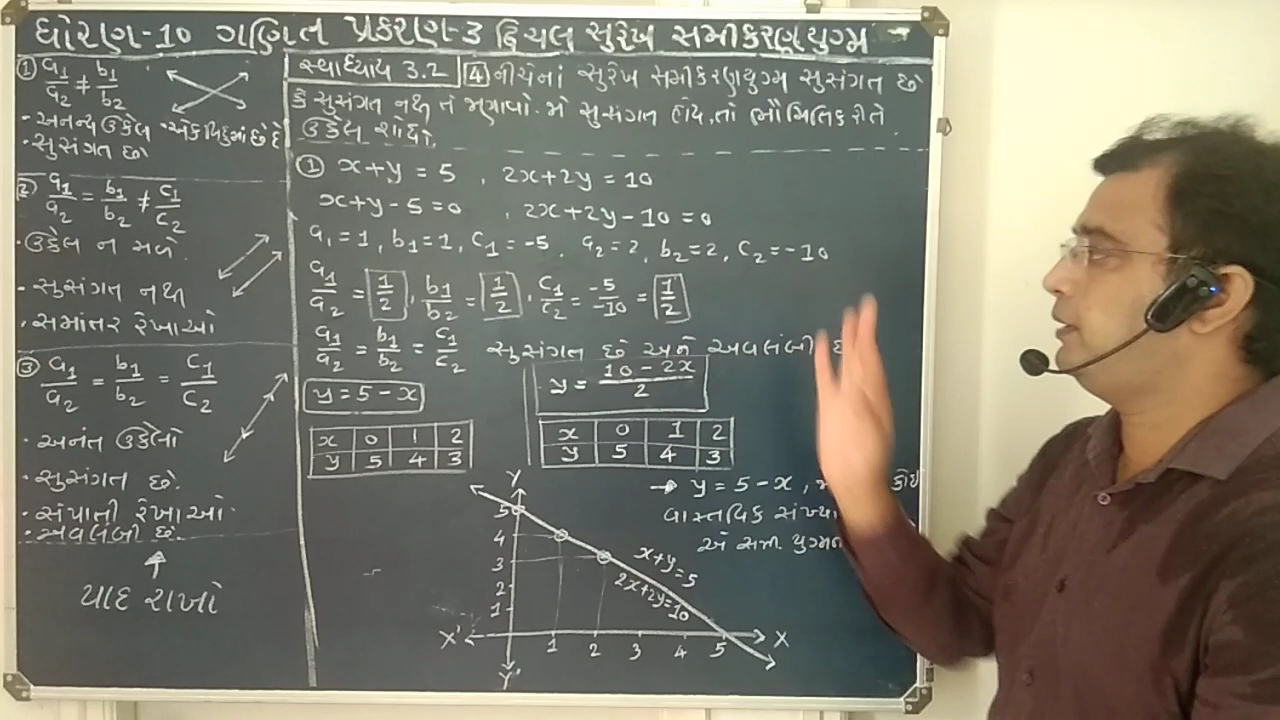 ધોરણ-10 ગણિત પ્રકરણ-3 દ્વિચલ સુરેખ સમીકરણયુગ્મ
① a₁/a₂ ≠ b₁/b₂
• અનન્ય ઉકેલ
• સુસંગત છે
② a₁/a₂ = b₁/b₂ ≠ c₁/c₂
• ઉકેલ ન મળે.
• સુસંગત નથી
• સમાંતર રેખાઓ
③ a₁/a₂ = b₁/b₂ = c₁/c₂
• અનંત ઉકેલો
• સુસંગત છે.
• સંપાતી રેખાઓ
• અવલંબી છે.
યાદ રાખો
સ્વાધ્યાય 3.2 4 નીચેનાં સુરેખ સમીકરણયુગ્મ સુસંગત છે
કે સુસંગત નથી તે જણાવો. જો સુસંગત હોય, તો ભૌમિતિક રીતે
ઉકેલ શોધો.
① x+y = 5 , 2x+2y = 10
x+y-5=0 , 2x+2y-10=0
a₁=1, b₁=1, c₁=-5, a₂=2, b₂=2, c₂=-10
a₁/a₂ = 1/2, b₁/b₂ = 1/2, c₁/c₂ = -5/-10 = 1/2
a₁/a₂ = b₁/b₂ = c₁/c₂ સુસંગત છે અને અવલંબી
y = 5-x
x 0 1 2
y 5 4 3
y = 10-2x/2
x 0 1 2
y 5 4 3
→ y = 5-x, કોઈ
વાસ્તવિક સંખ્યા
એ સમી. યુગ્મન
Y
5
4
3
2
1
x+y=5
2x+2y=10
X' X
1 2 3 4 5
Y'